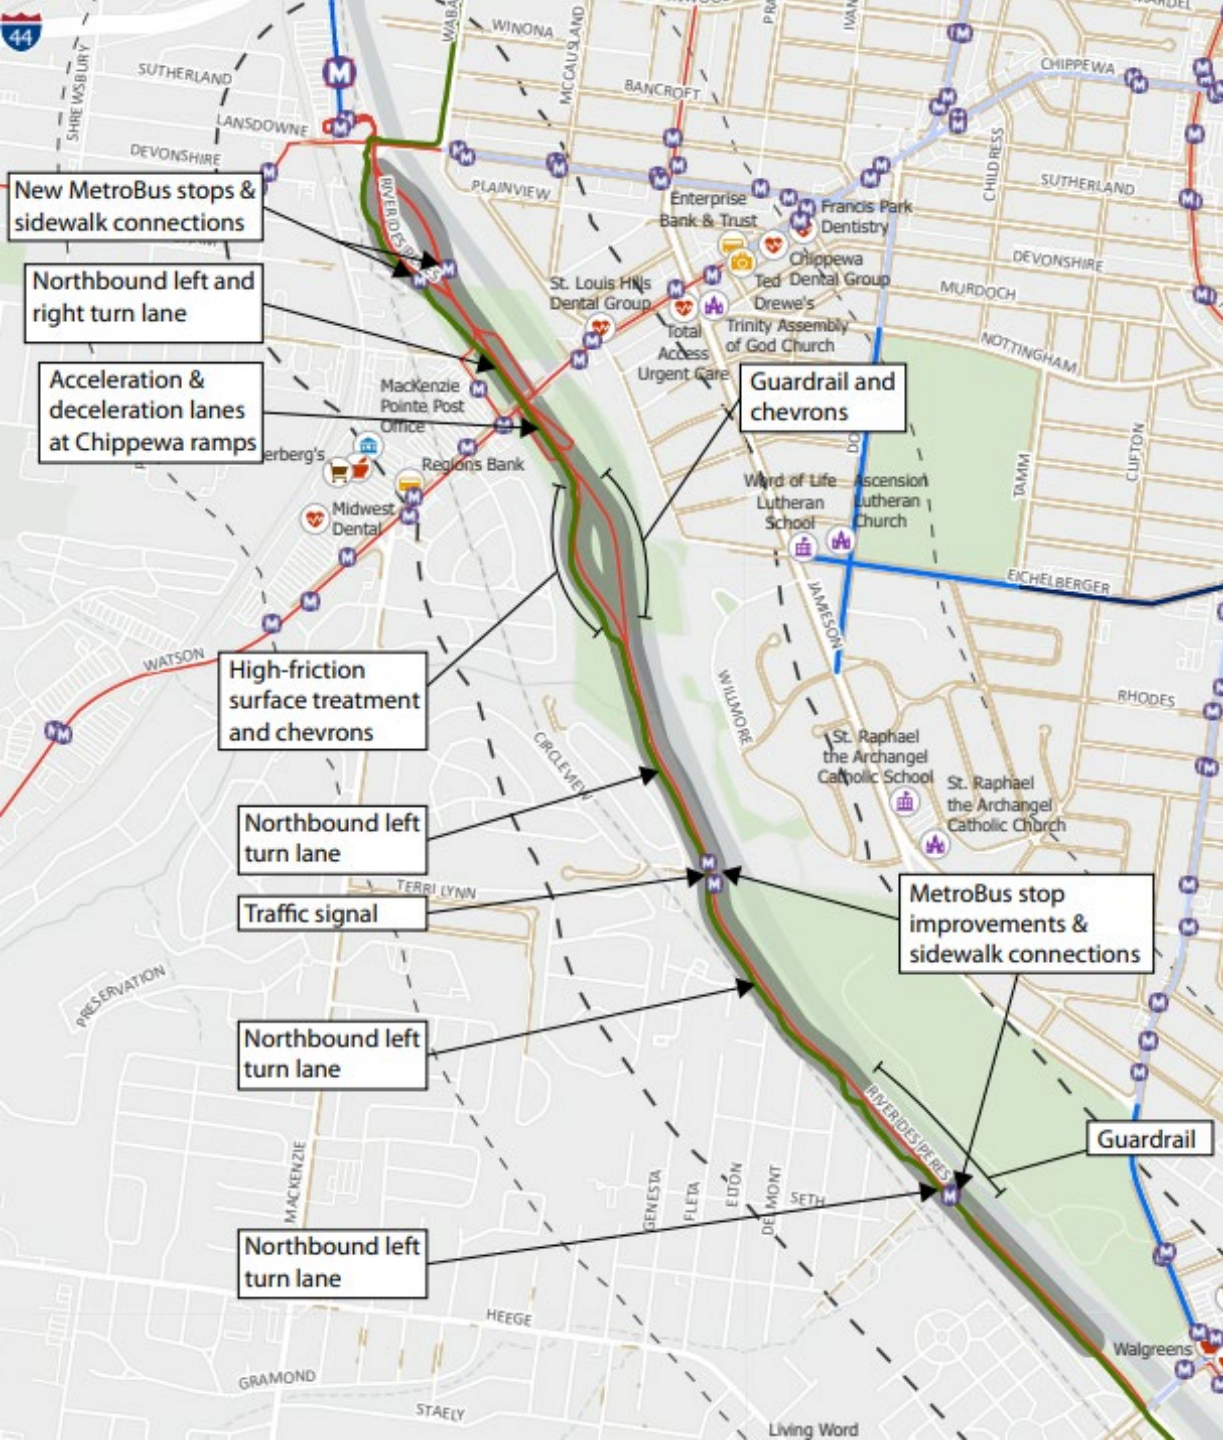 44
SHREWSBURY
SUTHERLAND
LANSDOWNE
DEVONSHIRE
WINONA
MCCAUSLAND
BANCROFT
PLAINVIEW
CHIPPEWA
CHILDRESS
SUTHERLAND
DEVONSHIRE
MURDOCH
NOTTINGHAM
New MetroBus stops &
sidewalk connections
Northbound left and
right turn lane
Acceleration &
deceleration lanes
at Chippewa ramps
Enterprise
Bank & Trust
Francis Park
Dentistry
Chippewa
Dental Group
Ted
Drewe's
St. Louis Hills
Dental Group
Total
Access
Urgent Care
Trinity Assembly
of God Church
MacKenzie
Pointe Post
Office
erberg's
Regions Bank
Midwest
Dental
Guardrail and
chevrons
Word of Life
Lutheran
School
Ascension
Lutheran
Church
TAMM
CLIFTON
EICHELBERGER
JAMIESON
WATSON
High-friction
surface treatment
and chevrons
CIRCLEVIEW
WILLMORE
RHODES
St. Raphael
the Archangel
Catholic School
St. Raphael
the Archangel
Catholic Church
Northbound left
turn lane
Traffic signal
TERRI LYNN
MetroBus stop
improvements &
sidewalk connections
PRESERVATION
Northbound left
turn lane
RIVER DES PERES
Guardrail
MACKENZIE
GENESTA
FLETA
ELTON
DELMONT
SETH
Northbound left
turn lane
HEEGE
GRAMOND
STAELY
Walgreens
Living Word